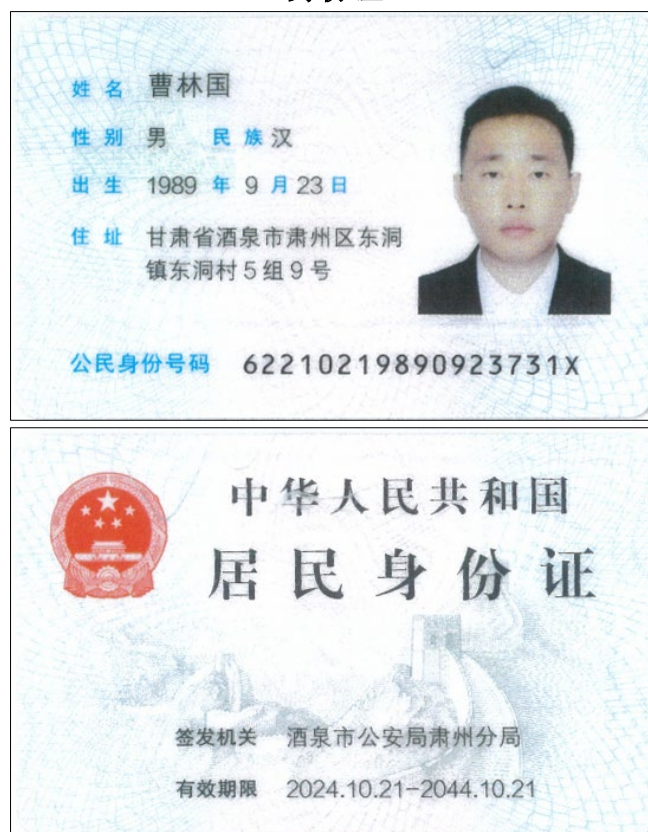 姓名 曹林国
性别 男 民族 汉
出生 1989 年 9 月 23 日
住址 甘肃省酒泉市肃州区东洞
镇东洞村5组9号
公民身份号码 62210219890923731X
中华人民共和国
居民身份证
签发机关 酒泉市公安局肃州分局
有效期限 2024.10.21-2044.10.21